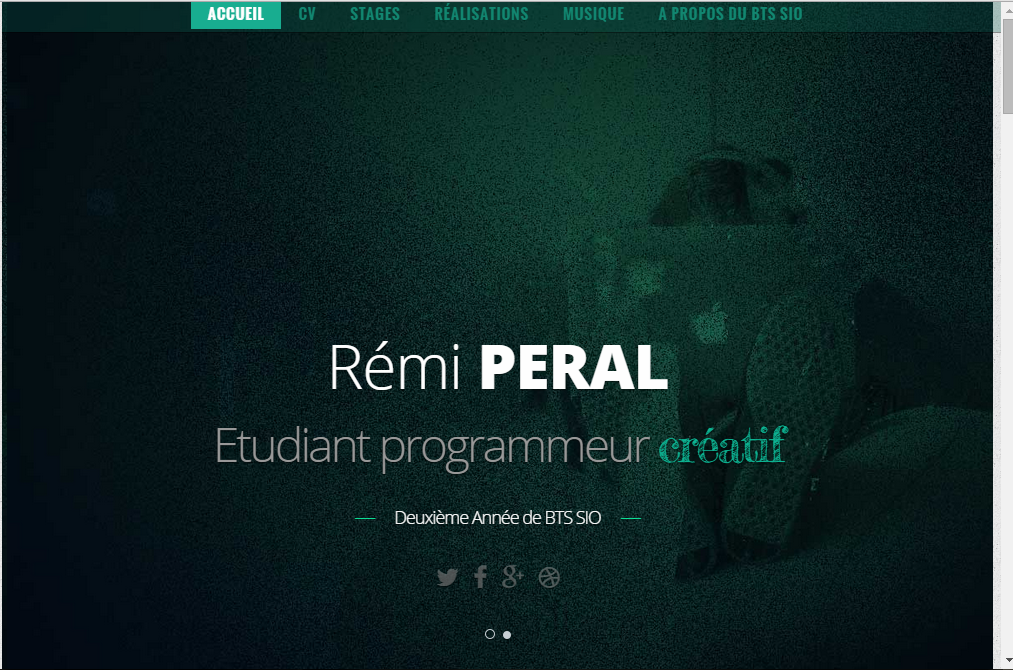 ACCUEIL CV STAGES RÉALISATIONS MUSIQUE A PROPOS DU BTS SIO
Rémi PERAL
Etudiant programmeur créatif
Deuxième Année de BTS SIO